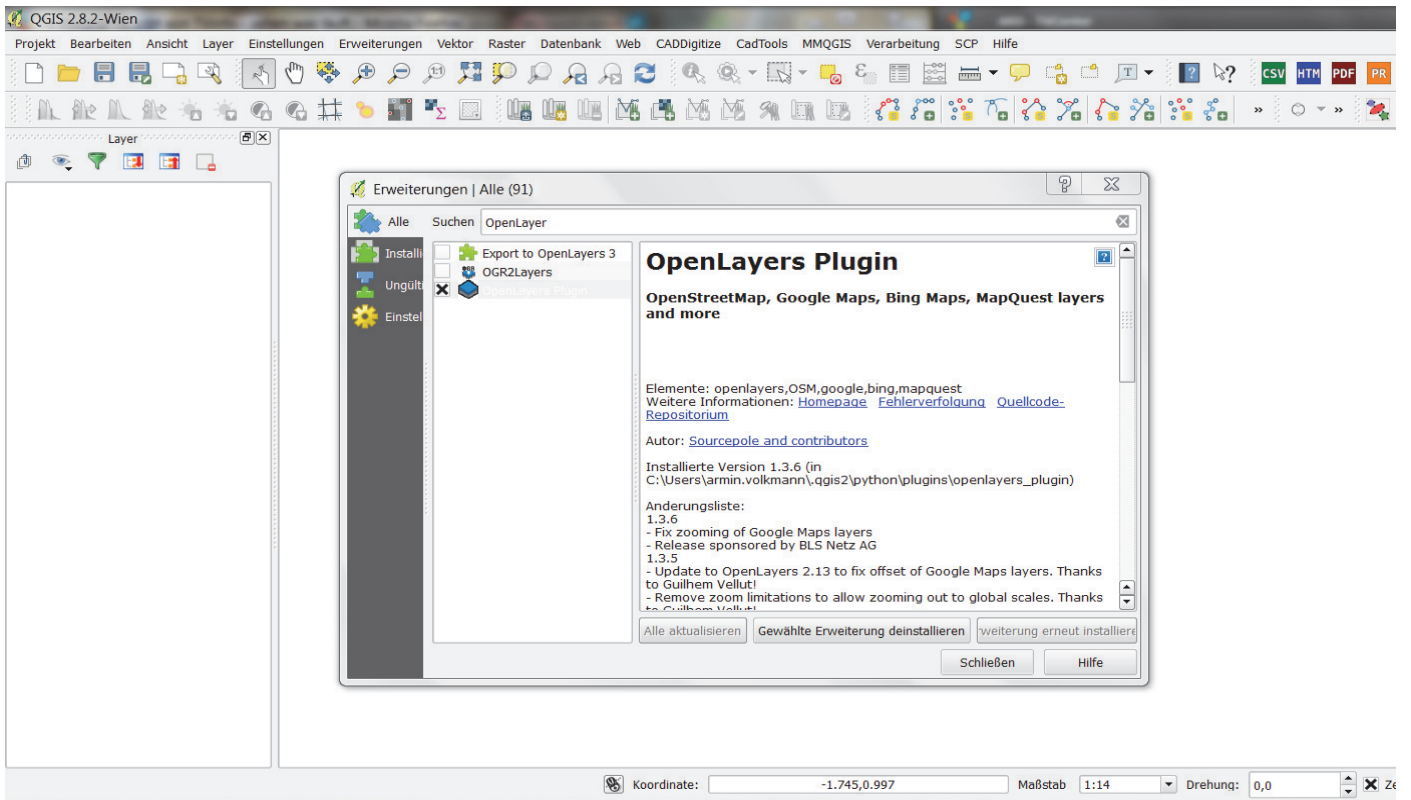 QGIS 2.8.2-Wien
Projekt Bearbeiten Ansicht Layer Einstellungen Erweiterungen Vektor Raster Datenbank Web CADDigitize CadTools MMQGIS Verarbeitung SCP Hilfe
CSV HTM PDF PR
Layer
Erweiterungen | Alle (91)
Alle
Suchen OpenLayer
Installi
Ungülti
Einstel
Export to OpenLayers 3
OGR2Layers
OpenLayers Plugin
OpenLayers Plugin
OpenStreetMap, Google Maps, Bing Maps, MapQuest layers
and more
Elemente: openlayers,OSM,google,bing,mapquest
Weitere Informationen: Homepage Fehlerverfolgung Quellcode-
Repositorium
Autor: Sourcepole and contributors
Installierte Version 1.3.6 (in
C:\Users\armin.volkmann\.qgis2\python\plugins\openlayers_plugin)
Anderungsliste:
1.3.6
- Fix zooming of Google Maps layers
- Release sponsored by BLS Netz AG
1.3.5
- Update to OpenLayers 2.13 to fix offset of Google Maps layers. Thanks
to Guilhem Vellut!
- Remove zoom limitations to allow zooming out to global scales. Thanks
to Guilhem Vellut!
Alle aktualisieren Gewählte Erweiterung deinstallieren rweiterung erneut installiere
Schließen Hilfe
Koordinate: -1.745,0.997 Maßstab 1:14 Drehung: 0,0 Ze